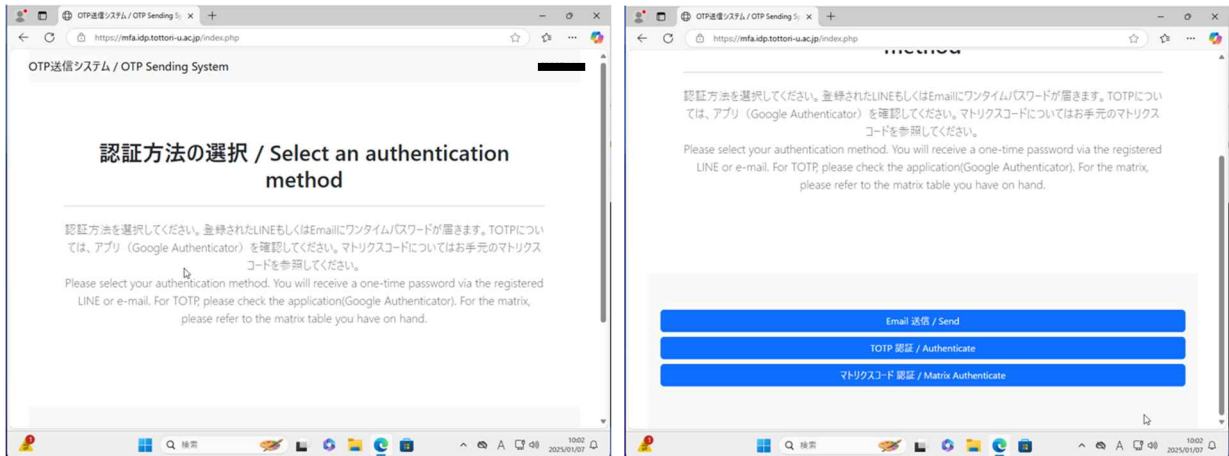 OTP送信システム / OTP Sending Sy
https://mfa.idp.tottori-u.ac.jp/index.php
OTP送信システム / OTP Sending System
認証方法の選択 / Select an authentication
method
認証方法を選択してください。登録されたLINEもしくはEmailにワンタイムパスワードが届きます。TOTPについ
ては、アプリ（Google Authenticator）を確認してください。マトリクスコードについてはお手元のマトリクス
コードを参照してください。
Please select your authentication method. You will receive a one-time password via the registered
LINE or e-mail. For TOTP, please check the application(Google Authenticator). For the matrix,
please refer to the matrix table you have on hand.
検索
A
10:02
2025/01/07
OTP送信システム / OTP Sending Sy
https://mfa.idp.tottori-u.ac.jp/index.php
method
認証方法を選択してください。登録されたLINEもしくはEmailにワンタイムパスワードが届きます。TOTPについ
ては、アプリ（Google Authenticator）を確認してください。マトリクスコードについてはお手元のマトリクス
コードを参照してください。
Please select your authentication method. You will receive a one-time password via the registered
LINE or e-mail. For TOTP, please check the application(Google Authenticator). For the matrix,
please refer to the matrix table you have on hand.
Email 送信 / Send
TOTP 認証 / Authenticate
マトリクスコード 認証 / Matrix Authenticate
検索
A
10:02
2025/01/07